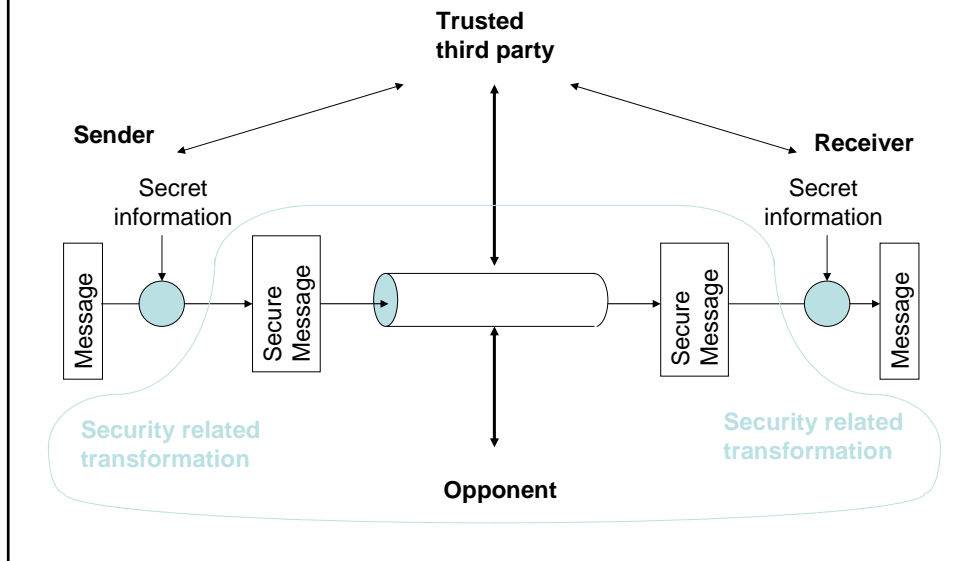 Trusted
third party
Sender
Receiver
Secret
information
Secret
information
Message
Secure
Message
Secure
Message
Message
Security related
transformation
Security related
transformation
Opponent